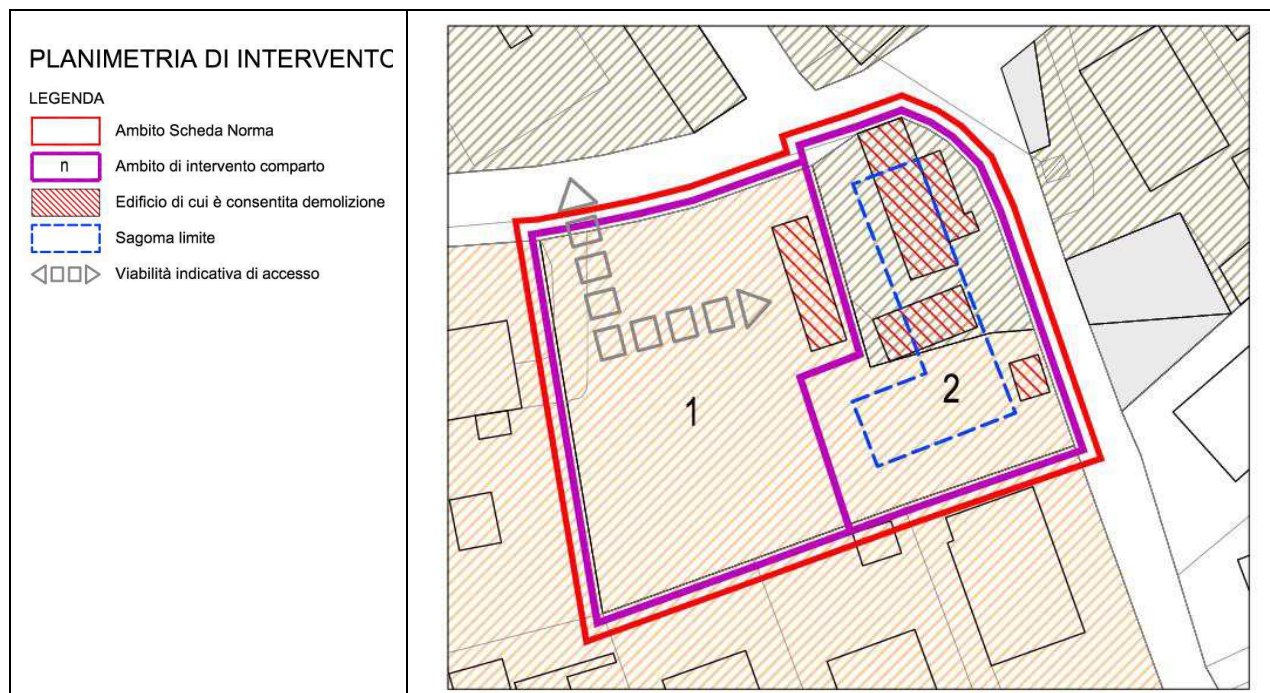 PLANIMETRIA DI INTERVENTO
LEGENDA
Ambito Scheda Norma
n
Ambito di intervento comparto
Edificio di cui è consentita demolizione
Sagoma limite
Viabilità indicativa di accesso
1
2